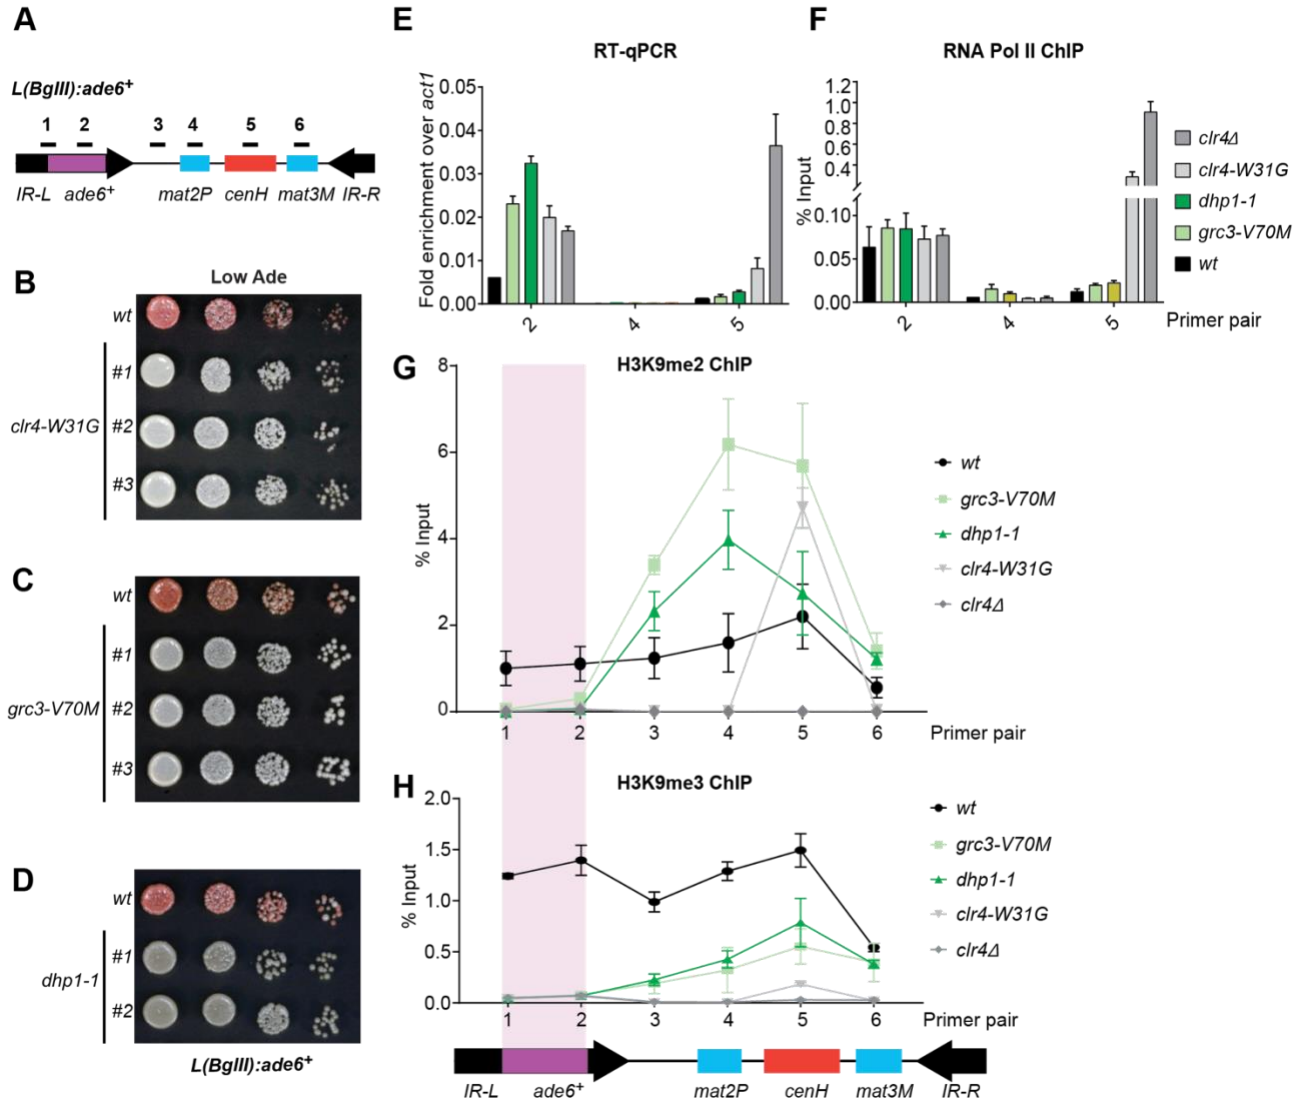 A
L(BgIII):ade6+
1 2 3 4 5 6
IR-L ade6+ mat2P cenH mat3M IR-R
B
Low Ade
wt
#1
clr4-W31G #2
#3
C
wt
#1
grc3-V70M #2
#3
D
wt
#1
dhp1-1
#2
L(BgIII):ade6+
E
RT-qPCR
Fold enrichment over act1
0.05
0.04
0.03
0.02
0.01
0.00
2 4 5
F
RNA Pol II ChIP
% Input
1.2
1.0
0.8
0.6
0.4
0.10
0.05
0.00
2 4 5 Primer pair
clr4Δ
clr4-W31G
dhp1-1
grc3-V70M
wt
G
H3K9me2 ChIP
% Input
8
6
4
2
0
1 2 3 4 5 6 Primer pair
wt
grc3-V70M
dhp1-1
clr4-W31G
clr4Δ
H
H3K9me3 ChIP
% Input
2.0
1.5
1.0
0.5
0.0
1 2 3 4 5 6 Primer pair
wt
grc3-V70M
dhp1-1
clr4-W31G
clr4Δ
IR-L ade6+ mat2P cenH mat3M IR-R